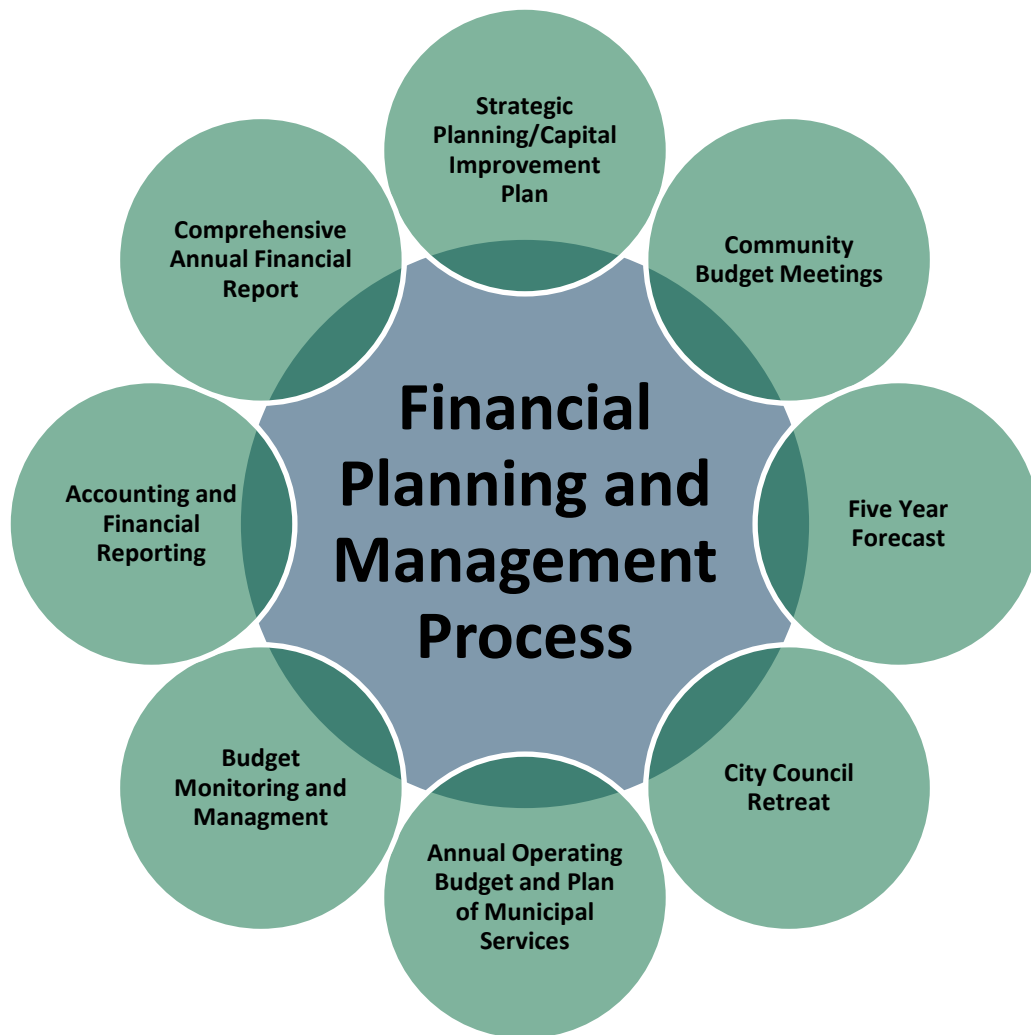 Strategic
Planning/Capital
Improvement
Plan
Community
Budget Meetings
Five Year
Forecast
City Council
Retreat
Annual Operating
Budget and Plan
of Municipal
Services
Budget
Monitoring and
Managment
Accounting and
Financial
Reporting
Comprehensive
Annual Financial
Report
Financial
Planning and
Management
Process